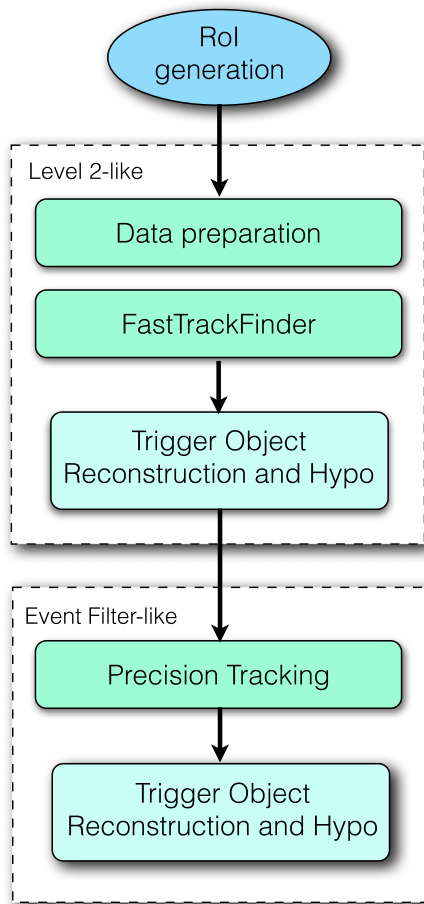 RoI
generation
Level 2-like
Data preparation
FastTrackFinder
Trigger Object
Reconstruction and Hypo
Event Filter-like
Precision Tracking
Trigger Object
Reconstruction and Hypo